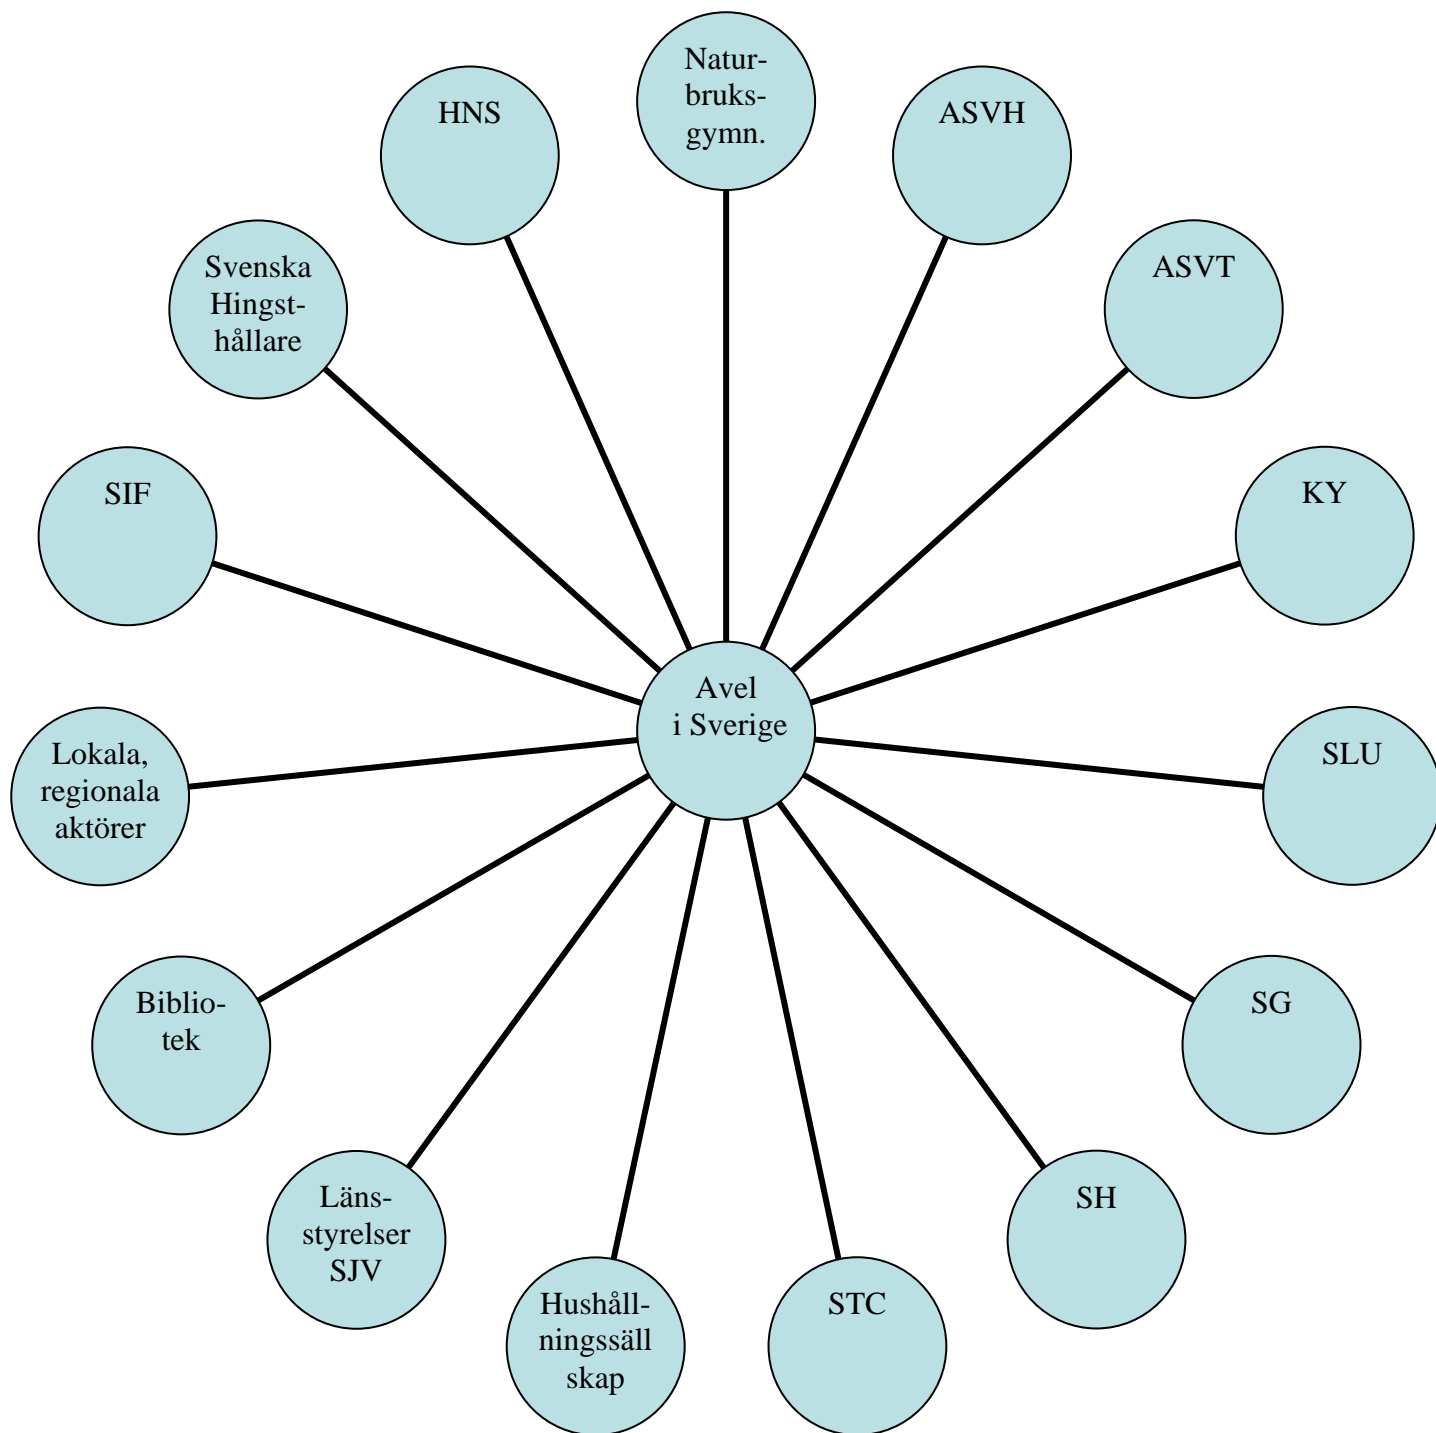 Natur-
bruks-
gymn.
HNS
ASVH
Svenska
Hingst-
hållare
ASVT
SIF
KY
Avel
i Sverige
Lokala,
regionala
aktörer
SLU
Biblio-
tek
SG
Läns-
styrelser
SJV
SH
Hushåll-
ningssäll
skap
STC